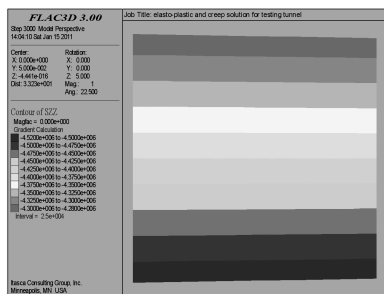 FLAC3D 3.00
Step 3000 Model Perspective
14:04:10 Sat Jan 15 2011
Center:
X: 0.000e+000
Y: 5.000e-002
Z: -4.441e-016
Dist: 3.323e+001
Rotation:
X: 0.000
Y: 0.000
Z: 5.000
Mag.: 1
Ang.: 22.500
Contour of SZZ
Magfac = 0.000e+000
Gradient Calculation
-4.5200e+006 to -4.5000e+006
-4.5000e+006 to -4.4750e+006
-4.4750e+006 to -4.4500e+006
-4.4500e+006 to -4.4250e+006
-4.4250e+006 to -4.4000e+006
-4.4000e+006 to -4.3750e+006
-4.3750e+006 to -4.3500e+006
-4.3500e+006 to -4.3250e+006
-4.3250e+006 to -4.3000e+006
-4.3000e+006 to -4.2800e+006
Interval = 2.5e+004
Itasca Consulting Group, Inc.
Minneapolis, MN USA
Job Title: elasto-plastic and creep solution for testing tunnel